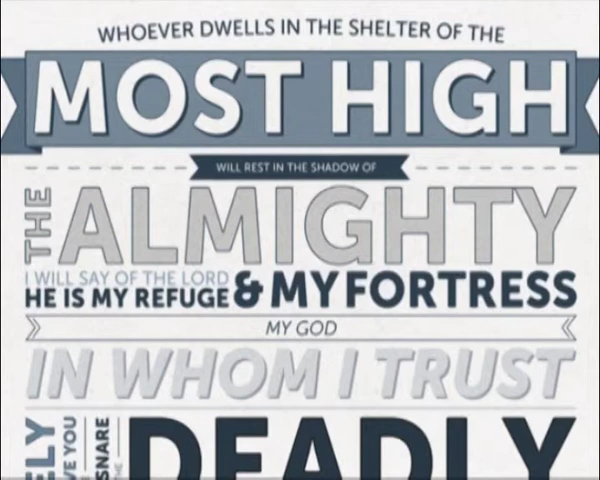 WHOEVER DWELLS IN THE SHELTER OF THE
MOST HIGH
WILL REST IN THE SHADOW OF
THE ALMIGHTY
I WILL SAY OF THE LORD
HE IS MY REFUGE & MY FORTRESS
MY GOD
IN WHOM I TRUST
SNARE
DEADLY